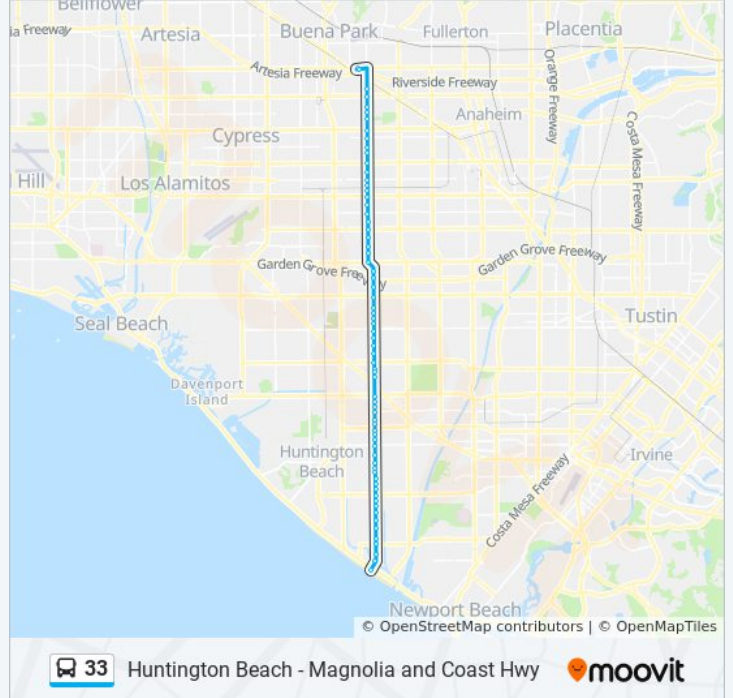 Bellflower
ia Freeway
Artesia
Buena Park
Fullerton
Placentia
Artesia Freeway
Riverside Freeway
Orange Freeway
Anaheim
Costa Mesa Freeway
Cypress
Hill
Los Alamitos
Garden Grove Freeway
Garden Grove Freeway
Seal Beach
Tustin
Davenport
Island
Huntington
Beach
Irvine
Costa Mesa Freeway
Newport Beach
© OpenStreetMap contributors | © OpenMapTiles
33 Huntington Beach - Magnolia and Coast Hwy moovit